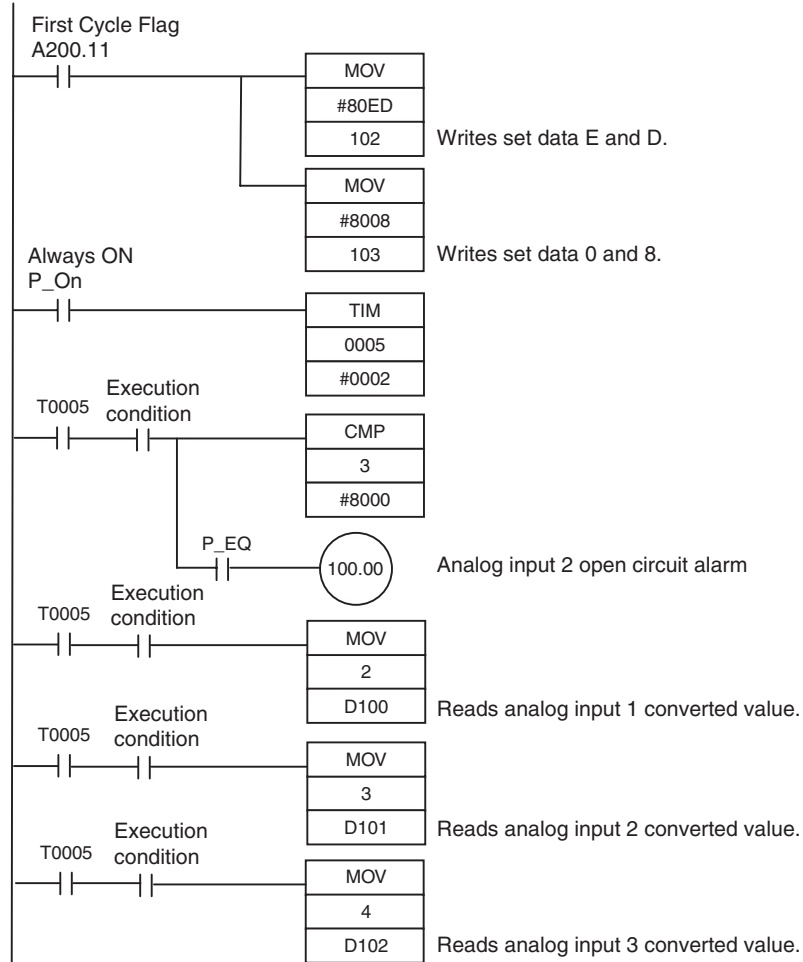 First Cycle Flag
A200.11
MOV
#80ED
102 Writes set data E and D.
MOV
#8008
103 Writes set data 0 and 8.
Always ON
P_On
TIM
0005
#0002
Execution
T0005 condition
CMP
3
#8000
P_EQ
100.00 Analog input 2 open circuit alarm
Execution
T0005 condition
MOV
2
D100 Reads analog input 1 converted value.
Execution
T0005 condition
MOV
3
D101 Reads analog input 2 converted value.
Execution
T0005 condition
MOV
4
D102 Reads analog input 3 converted value.